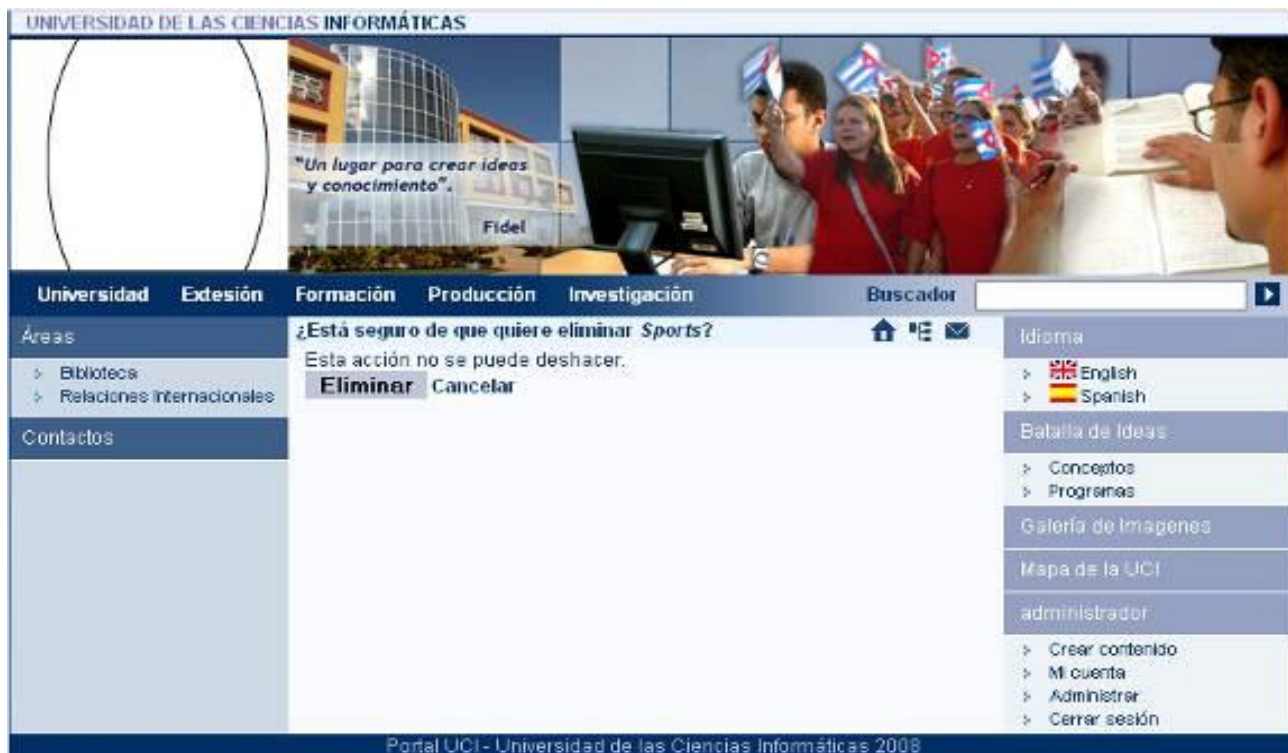 UNIVERSIDAD DE LAS CIENCIAS INFORMÁTICAS
"Un lugar para crear ideas
y conocimiento".
Fidel
Universidad Extesión Formación Producción Investigación Buscador
Áreas
Biblioteca
Relaciones Internacionales
Contactos
¿Está seguro de que quiere eliminar Sports?
Esta acción no se puede deshacer.
Eliminar Cancelar
Idioma
English
Spanish
Batalla de Ideas
Conceptos
Programas
Galería de Imagenes
Mapa de la UCI
administrador
Crear contenido
Mi cuenta
Administrar
Cerrar sesión
Portal UCI - Universidad de las Ciencias Informáticas 2008